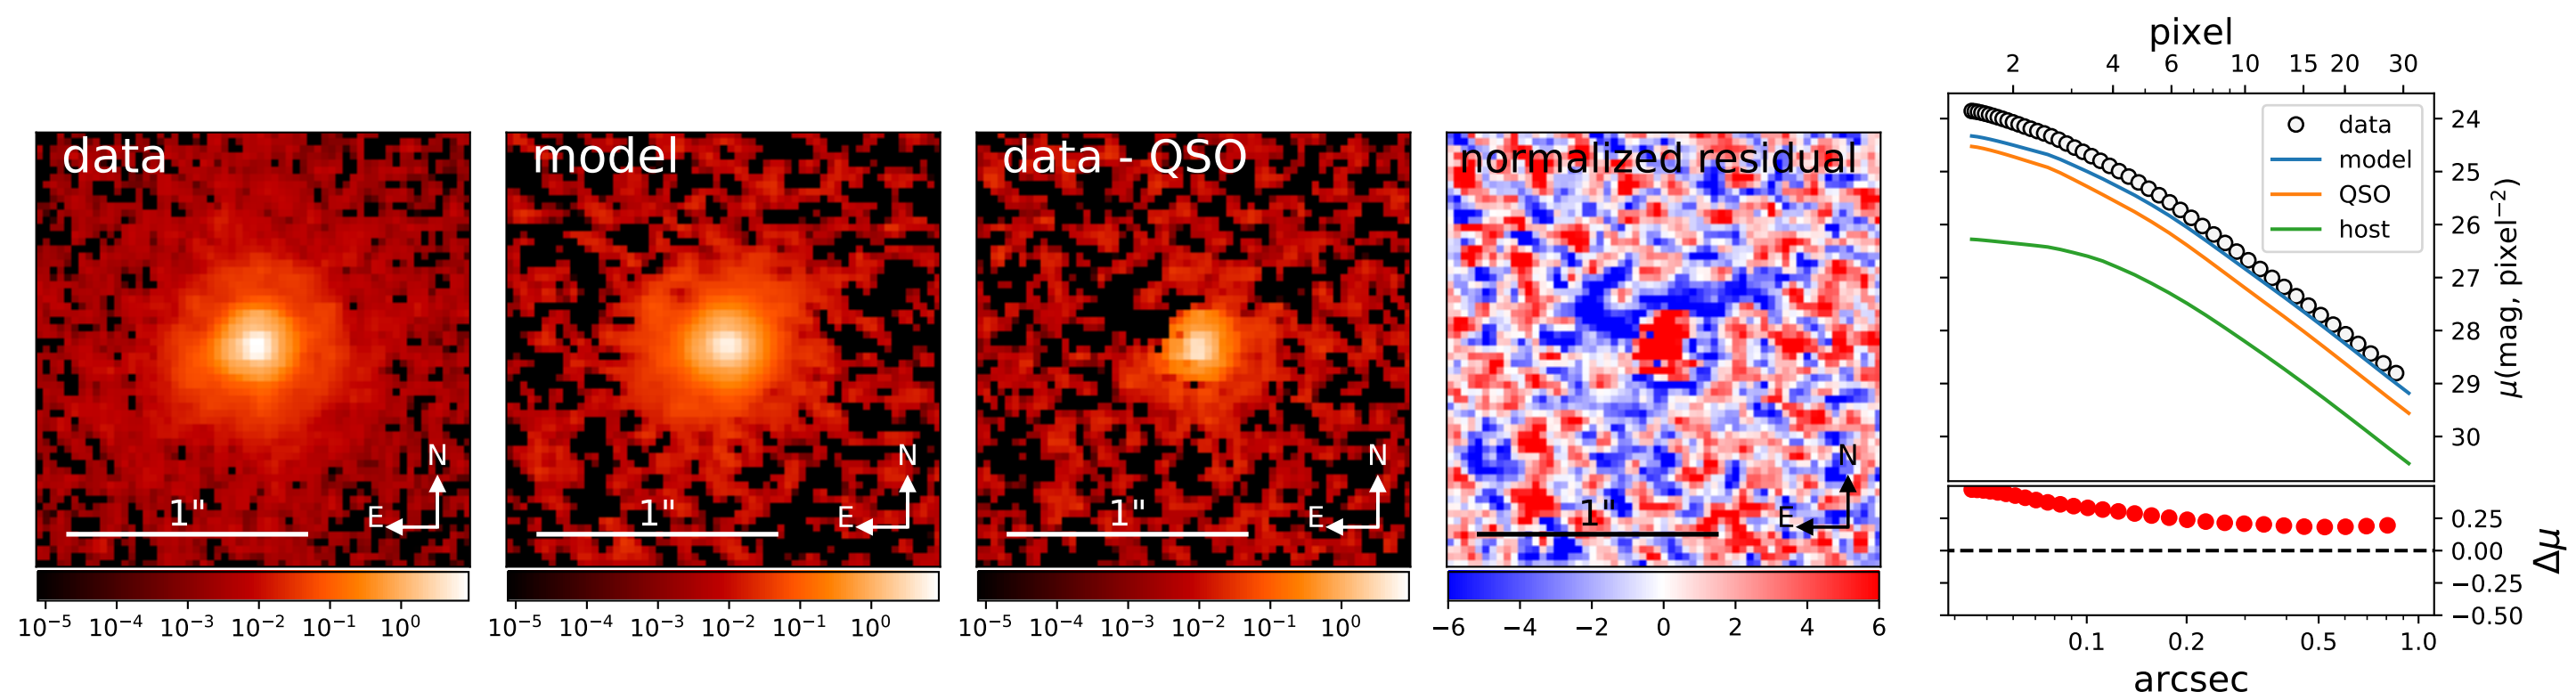 data
N
E
1"
10⁻⁵ 10⁻⁴ 10⁻³ 10⁻² 10⁻¹ 10⁰
model
N
E
1"
10⁻⁵ 10⁻⁴ 10⁻³ 10⁻² 10⁻¹ 10⁰
data - QSO
N
E
1"
10⁻⁵ 10⁻⁴ 10⁻³ 10⁻² 10⁻¹ 10⁰
normalized residual
N
E
1"
−6 −4 −2 0 2 4 6
pixel
2 4 6 10 15 20 30
data
model
QSO
host
24
25
26
27
28
29
30
μ(mag, pixel⁻²)
0.25
0.00
−0.25
−0.50
Δμ
0.1 0.2 0.5 1.0
arcsec